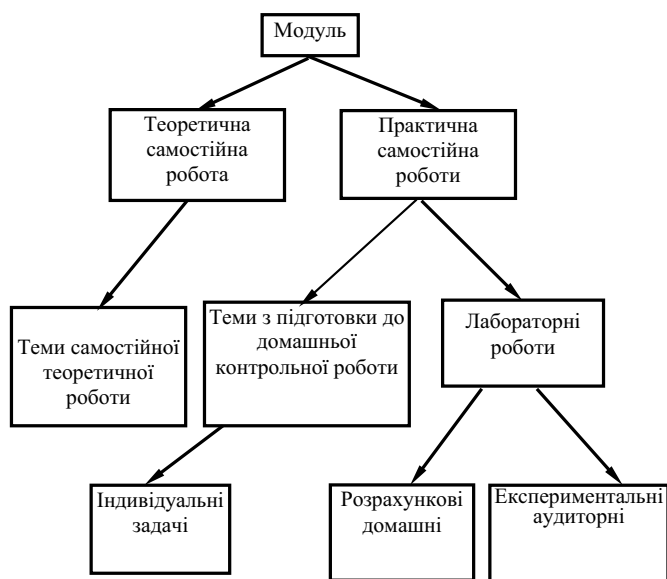 Модуль
Теоретична
самостійна
робота
Практична
самостійна
роботи
Теми самостійної
теоретичної
роботи
Теми з підготовки до
домашньої
контрольної роботи
Лабораторні
роботи
Індивідуальні
задачі
Розрахункові
домашні
Експериментальні
аудиторні